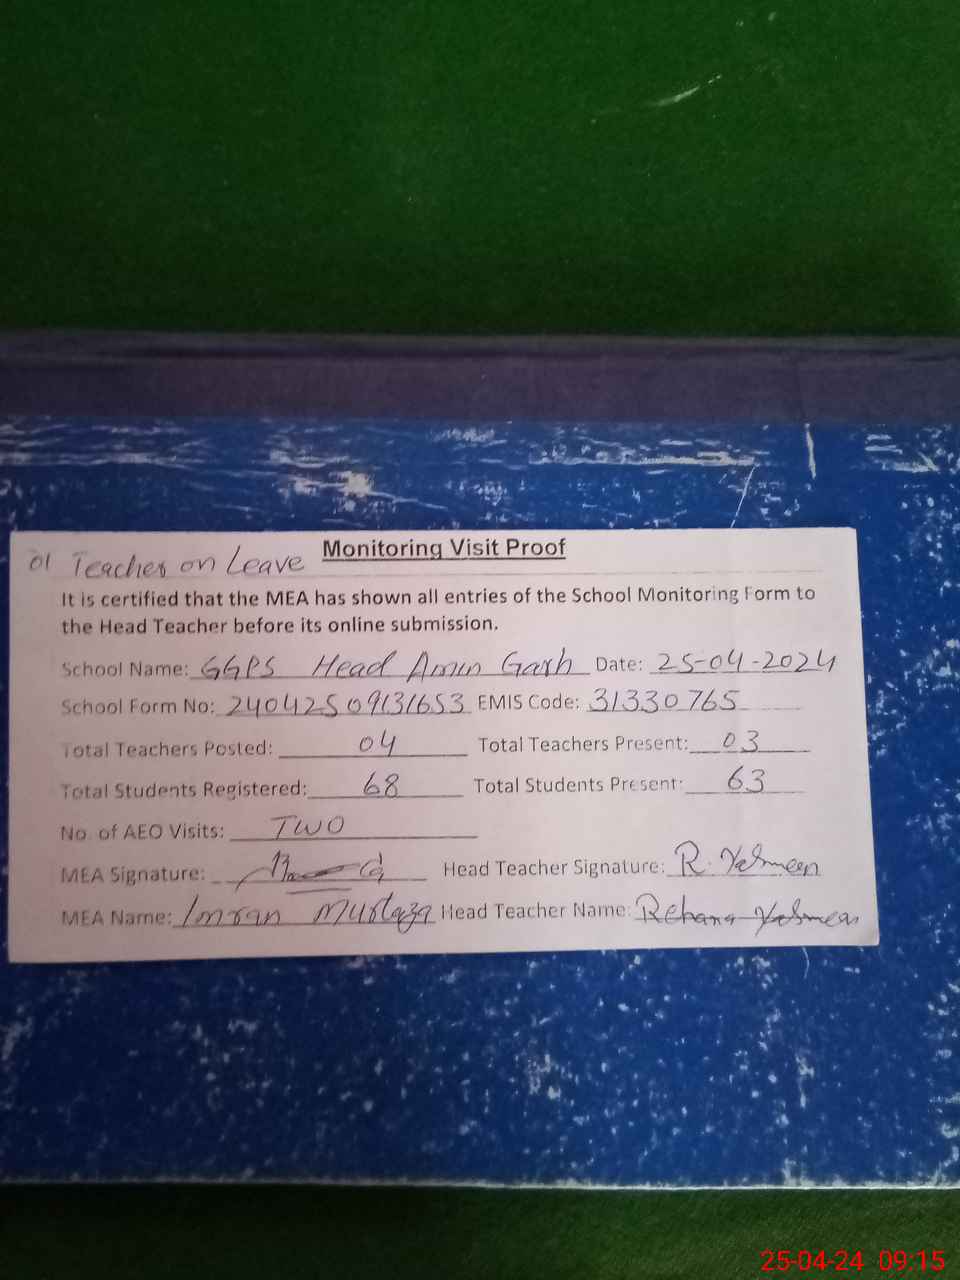 Monitoring Visit Proof
01 Teacher on Leave
It is certified that the MEA has shown all entries of the School Monitoring Form to
the Head Teacher before its online submission.
School Name: GGPS Head Amin Garh Date: 25-04-2024
School Form No: 24042509131653 EMIS Code: 31330765
Total Teachers Posted: 04 Total Teachers Present: 03
Total Students Registered: 68 Total Students Present: 63
No. of AEO Visits: TWO
MEA Signature: Head Teacher Signature: R. Yasmeen
MEA Name: Imran Murtaza Head Teacher Name: Rehana Yasmeen
25-04-24 09:15